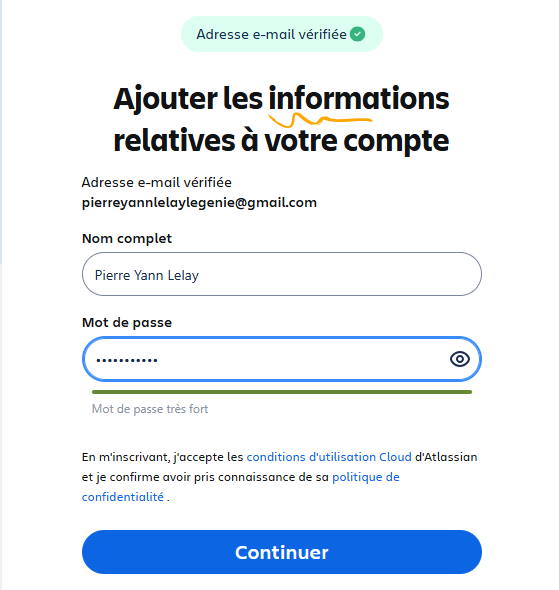 Adresse e-mail vérifiée
Ajouter les informations
relatives à votre compte
Adresse e-mail vérifiée
pierreyannlelaylegenie@gmail.com
Nom complet
Pierre Yann Lelay
Mot de passe
•••••••••••
Mot de passe très fort
En m'inscrivant, j'accepte les conditions d'utilisation Cloud d'Atlassian
et je confirme avoir pris connaissance de sa politique de
confidentialité .
Continuer